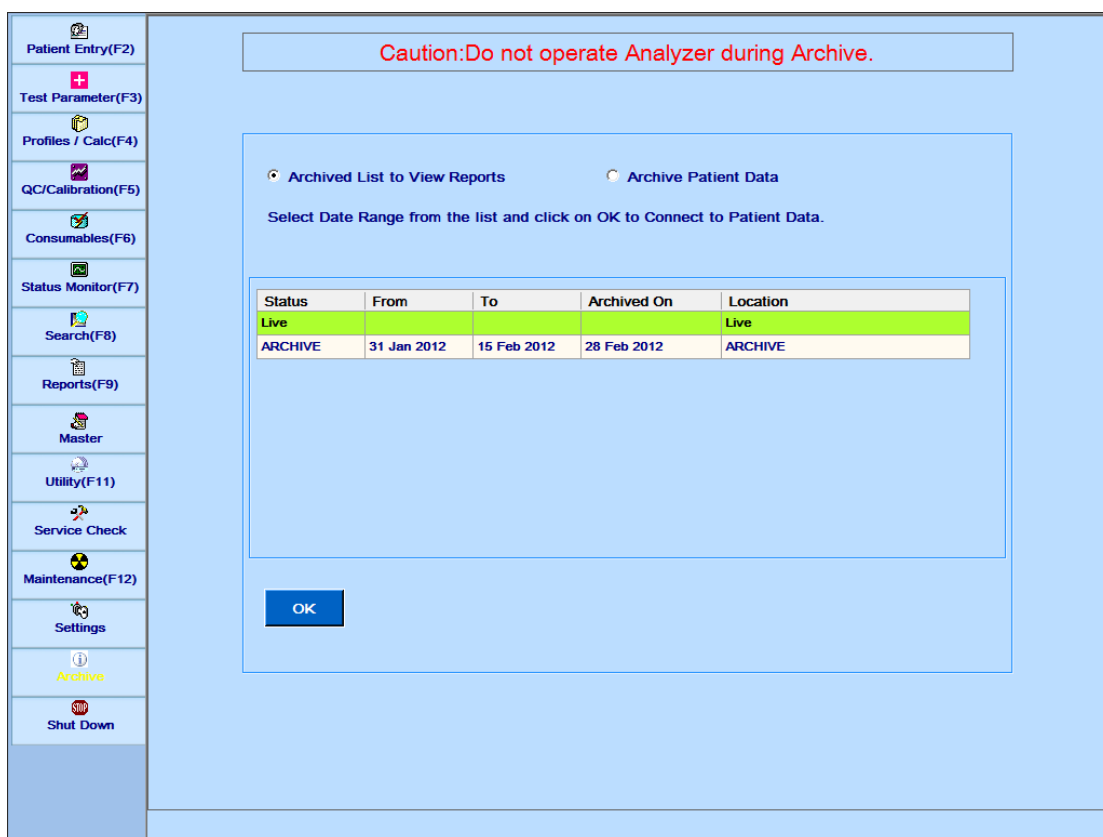 Patient Entry(F2)
Test Parameter(F3)
Profiles / Calc(F4)
QC/Calibration(F5)
Consumables(F6)
Status Monitor(F7)
Search(F8)
Reports(F9)
Master
Utility(F11)
Service Check
Maintenance(F12)
Settings
Archive
STOP
Shut Down
Caution:Do not operate Analyzer during Archive.
Archived List to View Reports Archive Patient Data
Select Date Range from the list and click on OK to Connect to Patient Data.
Status From To Archived On Location
Live Live
ARCHIVE 31 Jan 2012 15 Feb 2012 28 Feb 2012 ARCHIVE
OK